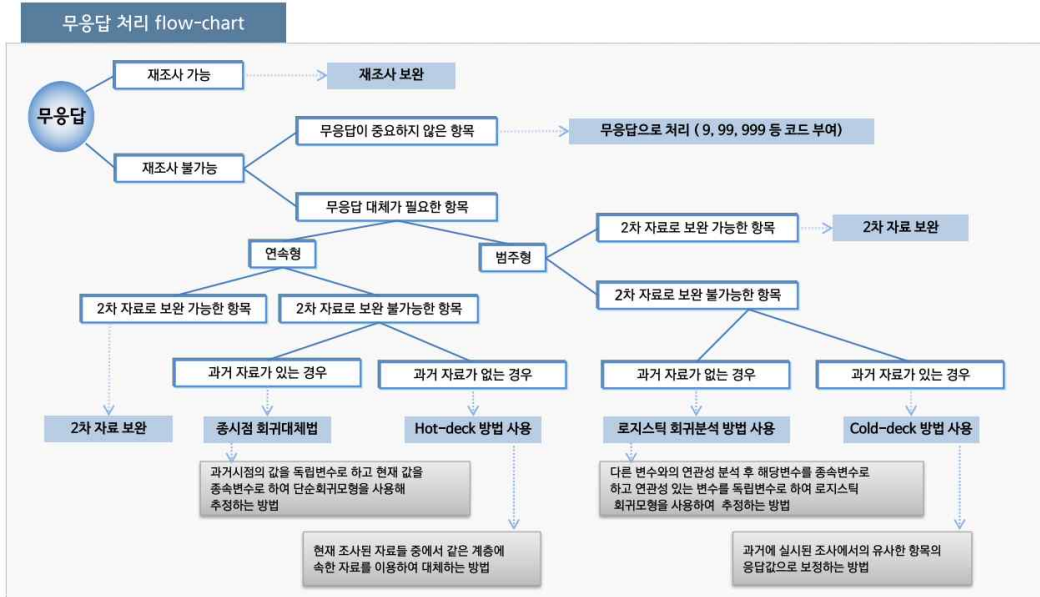 무응답 처리 flow-chart
재조사 가능
재조사 보완
무응답
무응답이 중요하지 않은 항목
무응답으로 처리 ( 9, 99, 999 등 코드 부여)
재조사 불가능
무응답 대체가 필요한 항목
2차 자료로 보완 가능한 항목
2차 자료 보완
연속형
범주형
2차 자료로 보완 불가능한 항목
2차 자료로 보완 가능한 항목
2차 자료로 보완 불가능한 항목
과거 자료가 있는 경우
과거 자료가 없는 경우
과거 자료가 없는 경우
과거 자료가 있는 경우
2차 자료 보완
종시점 회귀대체법
Hot-deck 방법 사용
로지스틱 회귀분석 방법 사용
Cold-deck 방법 사용
과거시점의 값을 독립변수로 하고 현재 값을
종속변수로 하여 단순회귀모형을 사용해
추정하는 방법
다른 변수와의 연관성 분석 후 해당변수를 종속변수로
하고 연관성 있는 변수를 독립변수로 하여 로지스틱
회귀모형을 사용하여 추정하는 방법
현재 조사된 자료들 중에서 같은 계층에
속한 자료를 이용하여 대체하는 방법
과거에 실시된 조사에서의 유사한 항목의
응답값으로 보정하는 방법